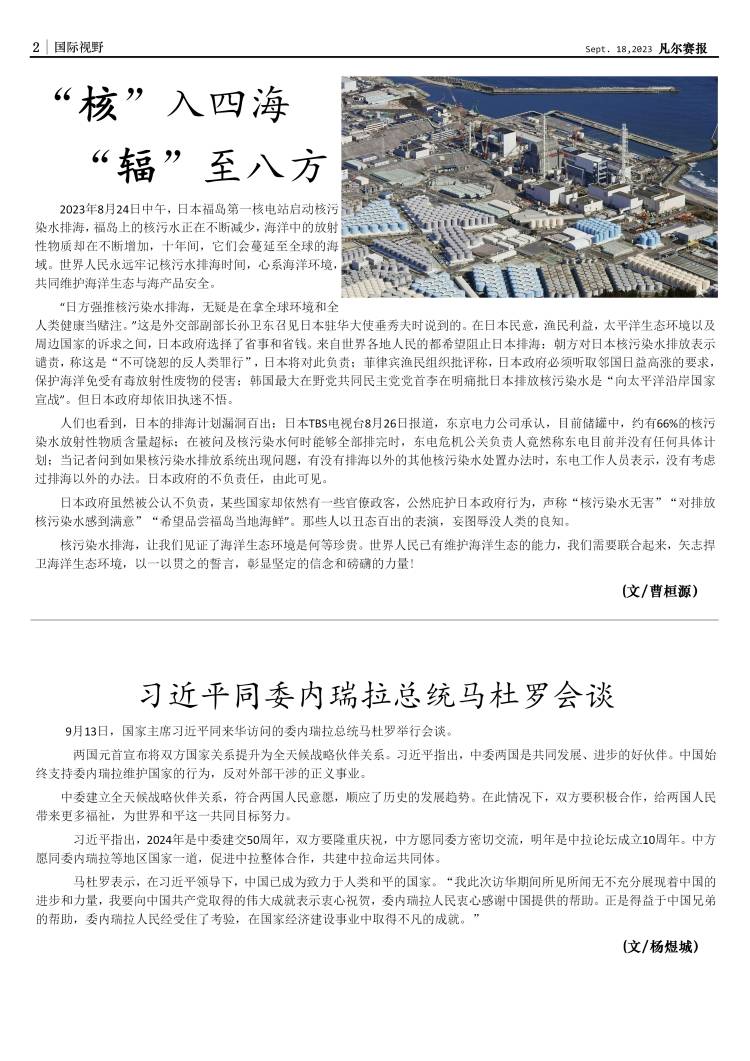 2 国际视野
Sept. 18,2023 凡尔赛报
“核”入四海
“辐”至八方
2023年8月24日中午，日本福岛第一核电站启动核污
染水排海，福岛上的核污水正在不断减少，海洋中的放射
性物质却在不断增加，十年间，它们会蔓延至全球的海
域。世界人民永远牢记核污水排海时间，心系海洋环境，
共同维护海洋生态与海产品安全。
“日方强推核污染水排海，无疑是在拿全球环境和全
人类健康当赌注。”这是外交部副部长孙卫东召见日本驻华大使垂秀夫时说到的。在日本民意，渔民利益，太平洋生态环境以及
周边国家的诉求之间，日本政府选择了省事和省钱。来自世界各地人民的都希望阻止日本排海：朝方对日本核污染水排放表示
谴责，称这是“不可饶恕的反人类罪行”，日本将对此负责；菲律宾渔民组织批评称，日本政府必须听取邻国日益高涨的要求，
保护海洋免受有毒放射性废物的侵害；韩国最大在野党共同民主党党首李在明痛批日本排放核污染水是“向太平洋沿岸国家
宣战”。但日本政府却依旧执迷不悟。
人们也看到，日本的排海计划漏洞百出：日本TBS电视台8月26日报道，东京电力公司承认，目前储罐中，约有66%的核污
染水放射性物质含量超标；在被问及核污染水何时能够全部排完时，东电危机公关负责人竟然称东电目前并没有任何具体计
划；当记者问到如果核污染水排放系统出现问题，有没有排海以外的其他核污染水处置办法时，东电工作人员表示，没有考虑
过排海以外的办法。日本政府的不负责任，由此可见。
日本政府虽然被公认不负责，某些国家却依然有一些官僚政客，公然庇护日本政府行为，声称“核污染水无害”“对排放
核污染水感到满意”“希望品尝福岛当地海鲜”。那些人以丑态百出的表演，妄图辱没人类的良知。
核污染水排海，让我们见证了海洋生态环境是何等珍贵。世界人民已有维护海洋生态的能力，我们需要联合起来，矢志捍
卫海洋生态环境，以一以贯之的誓言，彰显坚定的信念和磅礴的力量！
(文/曹桓源)
习近平同委内瑞拉总统马杜罗会谈
9月13日，国家主席习近平同来华访问的委内瑞拉总统马杜罗举行会谈。
两国元首宣布将双方国家关系提升为全天候战略伙伴关系。习近平指出，中委两国是共同发展、进步的好伙伴。中国始
终支持委内瑞拉维护国家的行为，反对外部干涉的正义事业。
中委建立全天候战略伙伴关系，符合两国人民意愿，顺应了历史的发展趋势。在此情况下，双方要积极合作，给两国人民
带来更多福祉，为世界和平这一共同目标努力。
习近平指出，2024年是中委建交50周年，双方要隆重庆祝，中方愿同委方密切交流，明年是中拉论坛成立10周年。中方
愿同委内瑞拉等地区国家一道，促进中拉整体合作，共建中拉命运共同体。
马杜罗表示，在习近平领导下，中国已成为致力于人类和平的国家。“我此次访华期间所见所闻无不充分展现着中国的
进步和力量，我要向中国共产党取得的伟大成就表示衷心祝贺，委内瑞拉人民衷心感谢中国提供的帮助。正是得益于中国兄弟
的帮助，委内瑞拉人民经受住了考验，在国家经济建设事业中取得不凡的成就。”
(文/杨煜城)